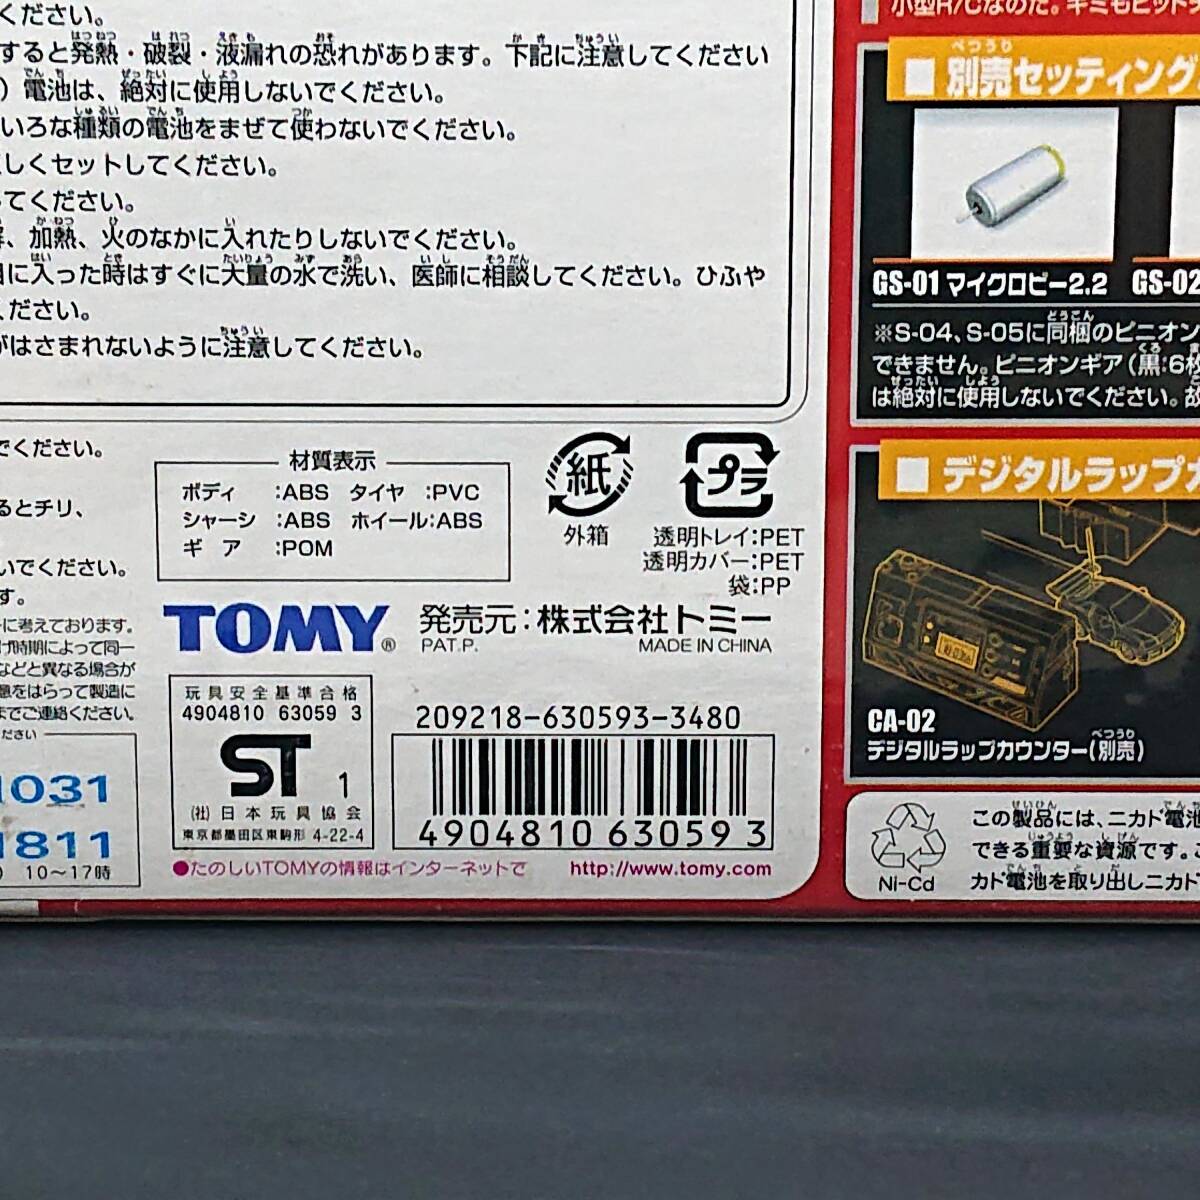 ください。
すると発熱・破裂・液漏れの恐れがあります。下記に注意してください
）電池は、絶対に使用しないでください。
いろな種類の電池をまぜて使わないでください。
しくセットしてください。
てください。
、加熱、火のなかに入れたりしないでください。
目に入った時はすぐに大量の水で洗い、医師に相談してください。ひふや
ください。
がはさまれないように注意してください。
でください。
るとチリ、
いでください。
す。
に考えております。
げ時期によって同一
などと異なる場合が
意をはらって製造に
までご連絡ください。
ださい
1031
1811
10〜17時
材質表示
ボディ :ABS タイヤ :PVC
シャーシ :ABS ホイール:ABS
ギア :POM
紙
外箱
プラ
透明トレイ:PET
透明カバー:PET
袋:PP
TOMY® 発売元:株式会社トミー
PAT.P. MADE IN CHINA
玩具安全基準合格
4904810 63059 3
ST 1
(社)日本玩具協会
東京都墨田区東駒形 4-22-4
209218-630593-3480
4904810 630593
●たのしいTOMYの情報はインターネットで http://www.tomy.com
小型R/Cなのだ。キミもビットチ
■別売セッティング
GS-01 マイクロビー2.2 GS-02
※S-04、S-05に同梱のピニオン
できません。ピニオンギア(黒:6枚
は絶対に使用しないでください。故
■デジタルラップカ
CA-02
デジタルラップカウンター(別売)
Ni-Cd
この製品には、ニカド電池
できる重要な資源です。こ
カド電池を取り出しニカド